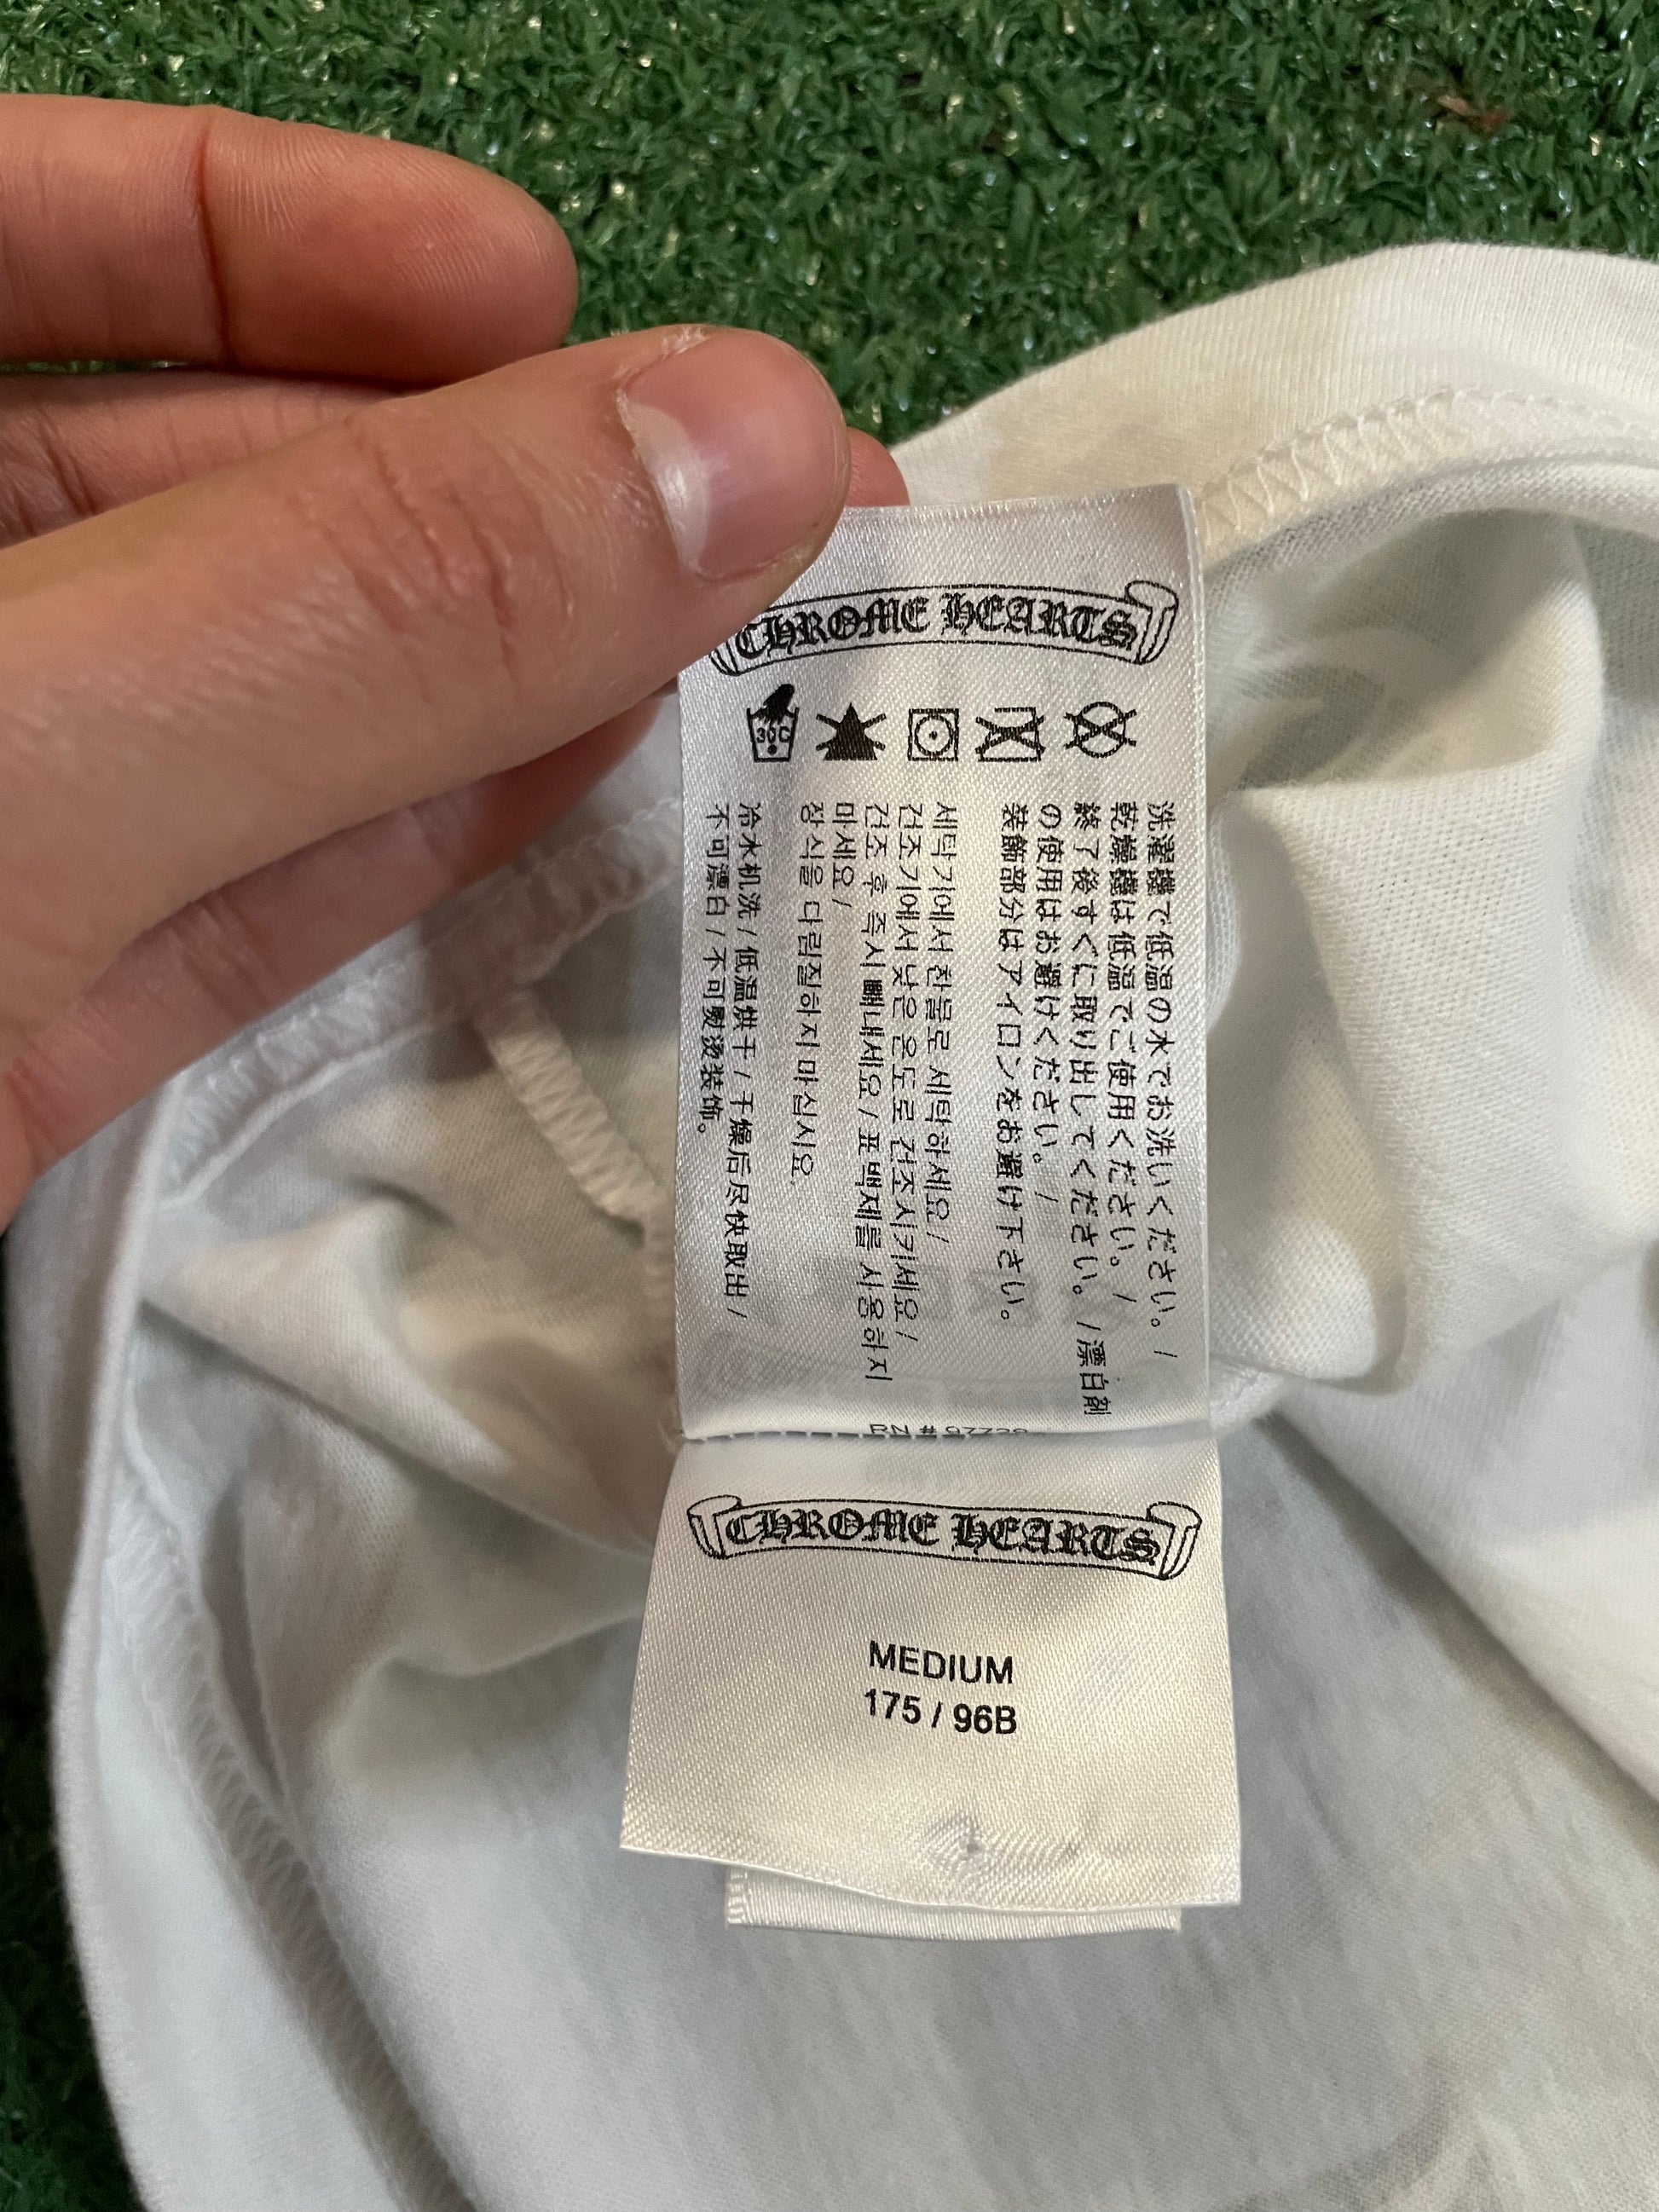 CHROME HEARTS
30C
洗濯機で低温の水でお洗いください。/
乾燥機は低温でご使用ください。/
終了後すぐに取り出してください。/漂白剤
の使用はお避けください。/
装飾部分はアイロンをお避け下さい。
세탁기에서 찬물로 세탁하세요/
건조기에서 낮은 온도로 건조시키세요/
건조 후 즉시 빼내세요/표백제를 사용하지
마세요/
장식을 다림질하지 마십시요.
冷水机洗/低温烘干/干燥后尽快取出/
不可漂白/不可熨烫装饰。
RN # 97728
CHROME HEARTS
MEDIUM
175 / 96B